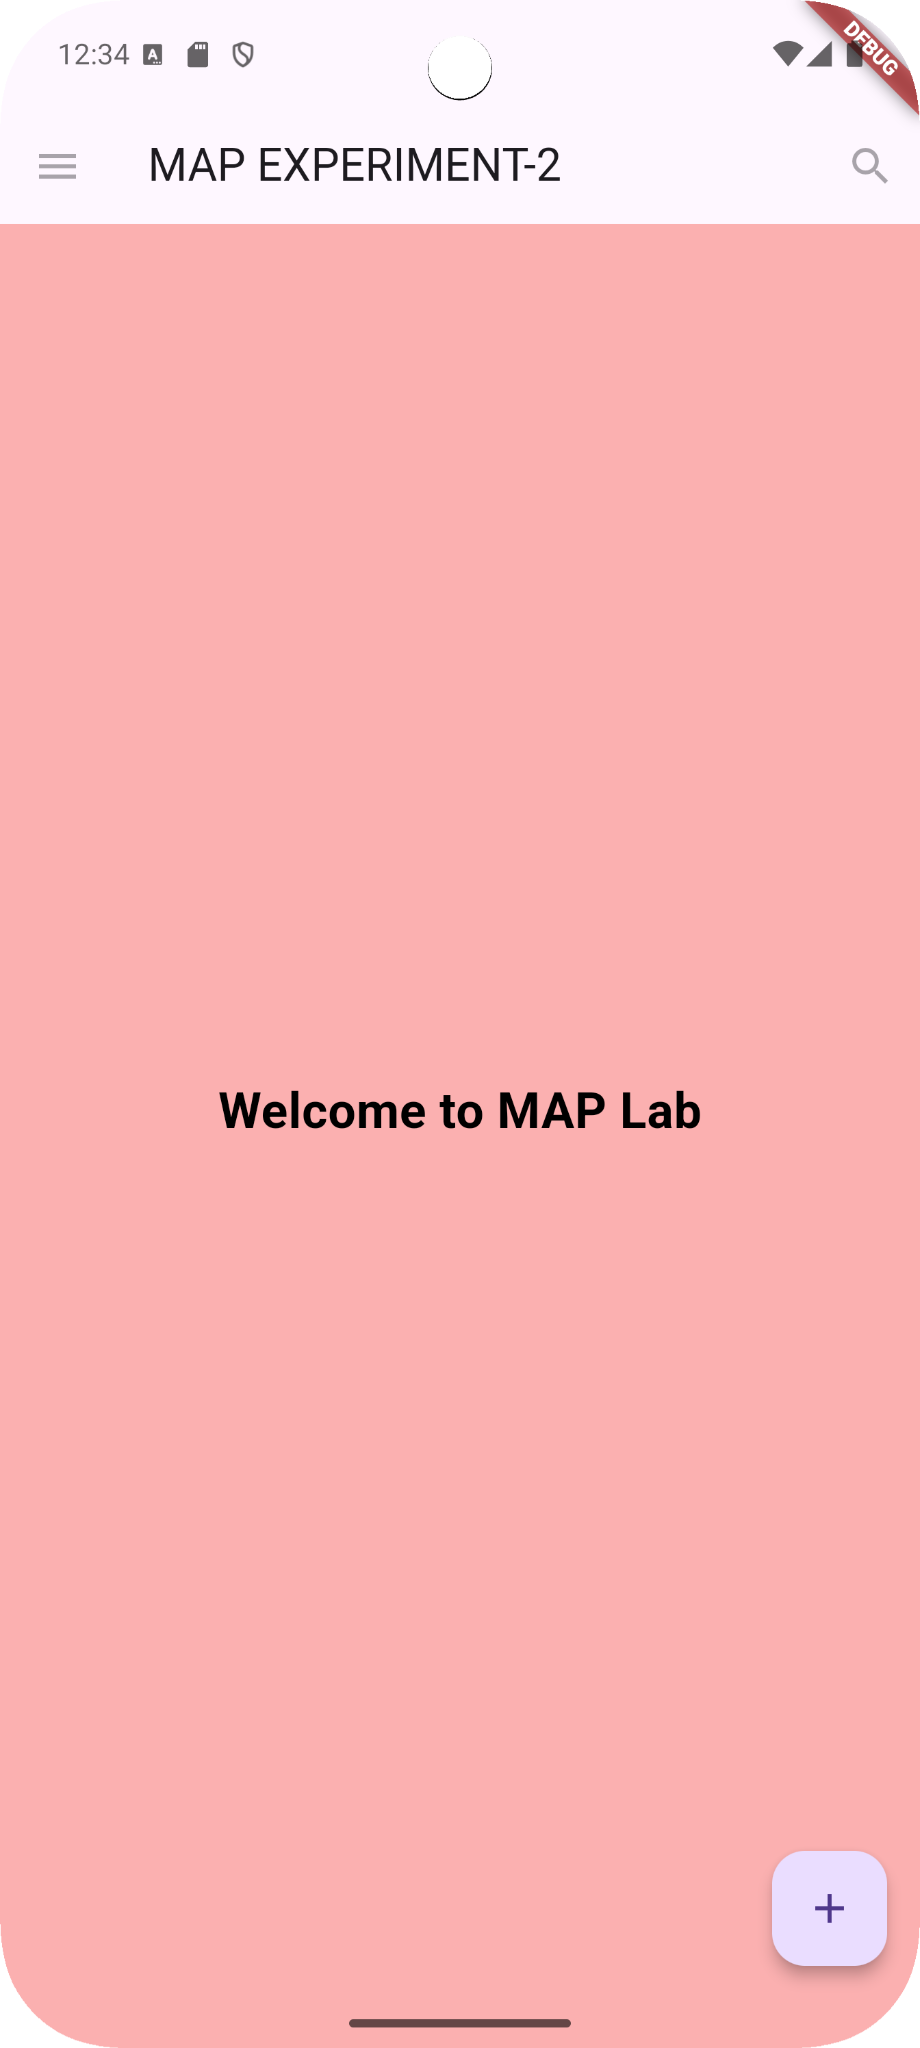 12:34
DEBUG
MAP EXPERIMENT-2
Welcome to MAP Lab